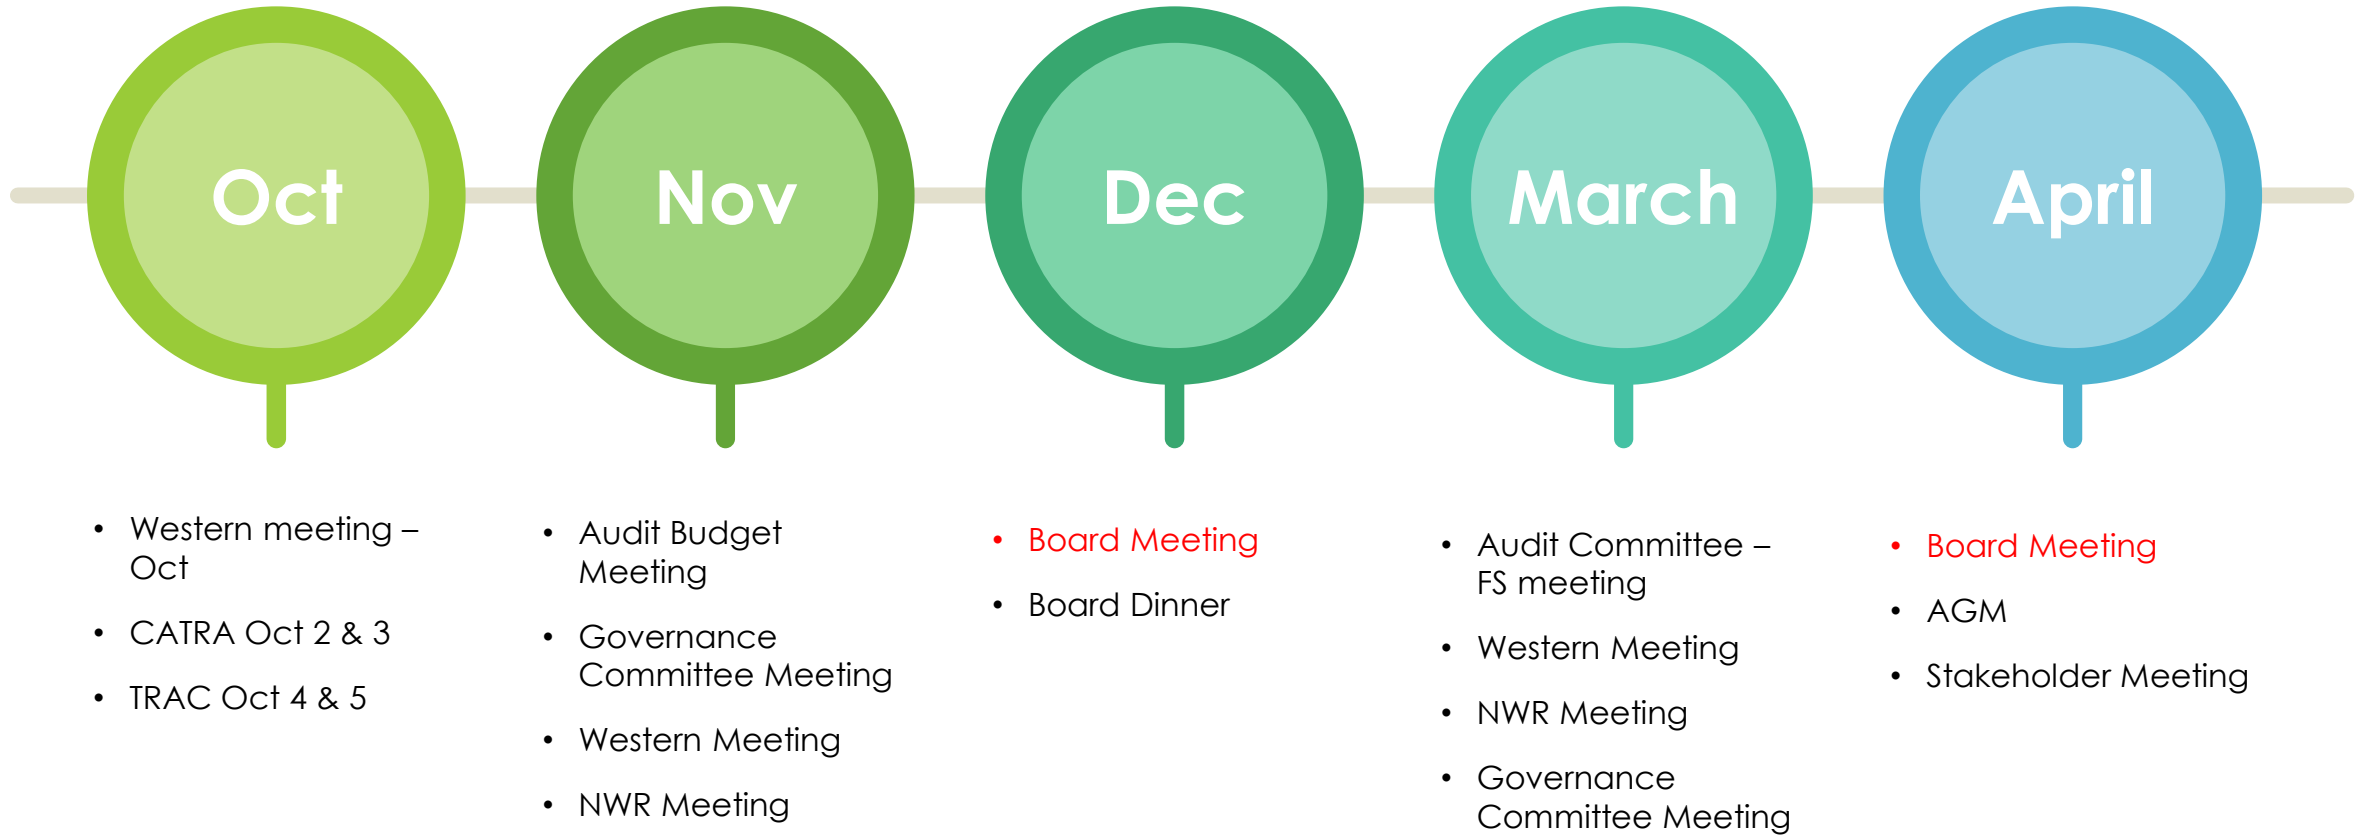 Oct
Nov
Dec
March
April
• Western meeting –
Oct
• CATRA Oct 2 & 3
• TRAC Oct 4 & 5
• Audit Budget
Meeting
• Governance
Committee Meeting
• Western Meeting
• NWR Meeting
• Board Meeting
• Board Dinner
• Audit Committee –
FS meeting
• Western Meeting
• NWR Meeting
• Governance
Committee Meeting
• Board Meeting
• AGM
• Stakeholder Meeting